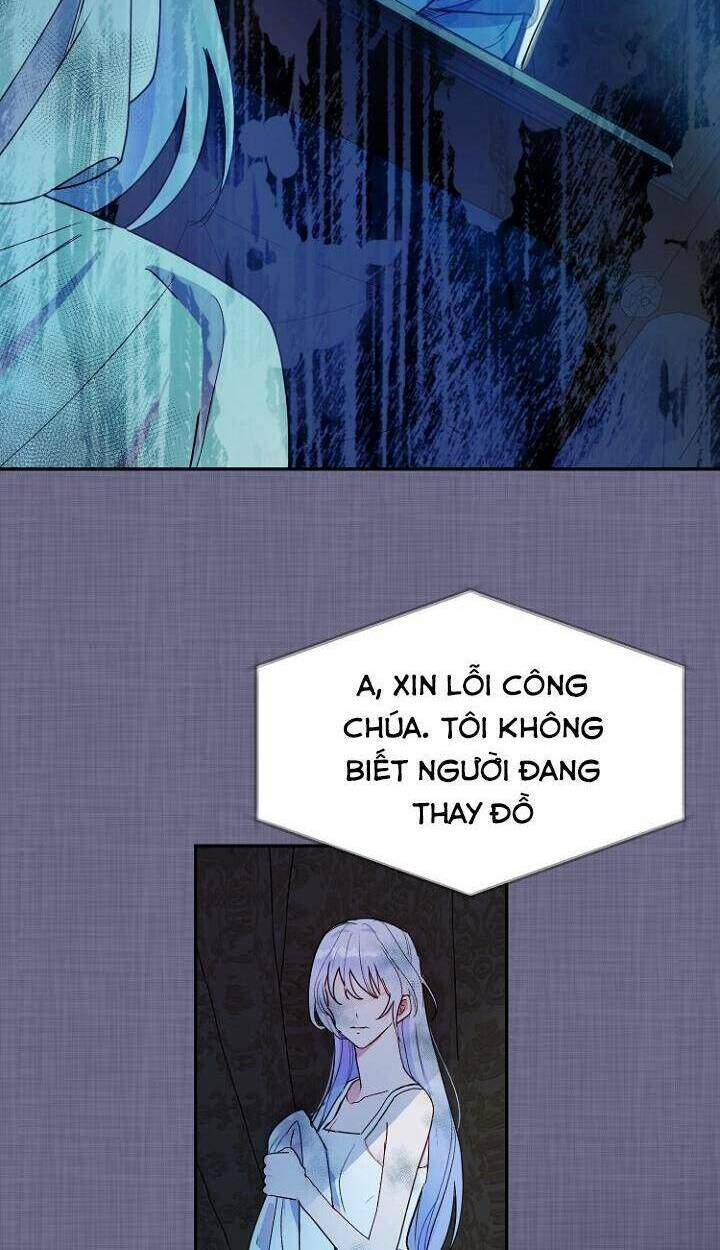 A, XIN LỖI CÔNG
CHÚA. TÔI KHÔNG
BIẾT NGƯỜI ĐANG
THAY ĐỒ